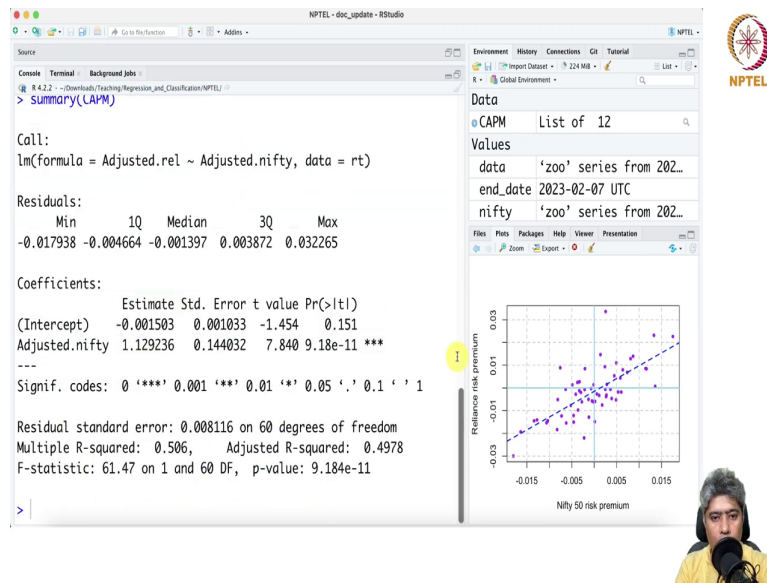 NPTEL - doc_update - RStudio
Go to file/function
Addins
NPTEL
Source
Console Terminal × Background Jobs ×
R 4.2.2 · ~/Downloads/Teaching/Regression_and_Classification/NPTEL/
> summary(CAPM)
Call:
lm(formula = Adjusted.rel ~ Adjusted.nifty, data = rt)
Residuals:
Min 1Q Median 3Q Max
-0.017938 -0.004664 -0.001397 0.003872 0.032265
Coefficients:
Estimate Std. Error t value Pr(>|t|)
(Intercept) -0.001503 0.001033 -1.454 0.151
Adjusted.nifty 1.129236 0.144032 7.840 9.18e-11 ***
---
Signif. codes: 0 ‘***’ 0.001 ‘**’ 0.01 ‘*’ 0.05 ‘.’ 0.1 ‘ ’ 1
Residual standard error: 0.008116 on 60 degrees of freedom
Multiple R-squared: 0.506, Adjusted R-squared: 0.4978
F-statistic: 61.47 on 1 and 60 DF, p-value: 9.184e-11
>
Environment History Connections Git Tutorial
Import Dataset 224 MiB List
R Global Environment
Data
CAPM List of 12
Values
data ‘zoo’ series from 202…
end_date 2023-02-07 UTC
nifty ‘zoo’ series from 202…
Files Plots Packages Help Viewer Presentation
Zoom Export
Reliance risk premium
0.03
0.01
-0.01
-0.03
-0.015 -0.005 0.005 0.015
Nifty 50 risk premium
NPTEL